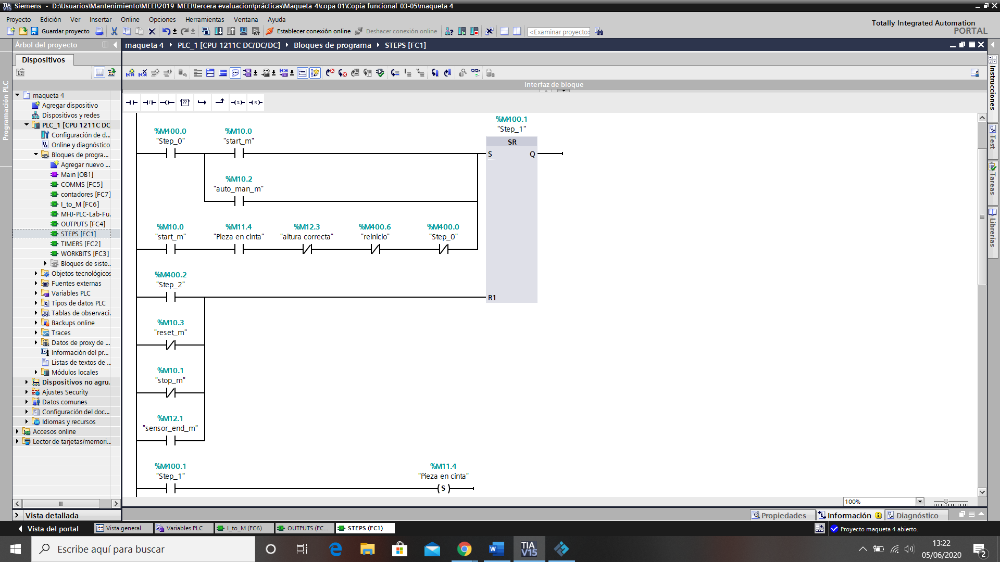 Siemens - D:\Usuarios\Mantenimiento\MEEI\2019 MEEI\tercera evaluacion\prácticas\Maqueta 4\copa 01\Copia funcional 03-05\maqueta 4
Proyecto Edición Ver Insertar Online Opciones Herramientas Ventana Ayuda
Guardar proyecto Establecer conexión online Deshacer conexión online <Examinar proyecto>
Totally Integrated Automation
PORTAL
Árbol del proyecto
maqueta 4 PLC_1 [CPU 1211C DC/DC/DC] Bloques de programa STEPS [FC1]
Dispositivos
Programación PLC
maqueta 4
Agregar dispositivo
Dispositivos y redes
PLC_1 [CPU 1211C DC
Configuración de d...
Online y diagnóstico
Bloques de progra...
Agregar nuevo ...
Main [OB1]
COMMS [FC5]
contadores [FC7]
I_to_M [FC6]
MHJ-PLC-Lab-Fu.
OUTPUTS [FC4]
STEPS [FC1]
TIMERS [FC2]
WORKBITS [FC3]
Bloques de siste..
Objetos tecnológicos
Fuentes externas
Variables PLC
Tipos de datos PLC
Tablas de observaci.
Backups online
Traces
Datos de proxy de ...
Información del pr...
Listas de textos de ..
Módulos locales
Dispositivos no agru.
Ajustes Security
Datos comunes
Configuración del doc...
Idiomas y recursos
Accesos online
Lector de tarjetas/memori...
Vista detallada
Interfaz de bloque
%M400.1
"Step_1"
SR
S Q
R1
%M400.0 %M10.0
"Step_0" "start_m"
%M10.2
"auto_man_m"
%M10.0 %M11.4 %M12.3 %M400.6 %M400.0
"start_m" "Pieza en cinta" "altura correcta" "reinicio" "Step_0"
%M400.2
"Step_2"
%M10.3
"reset_m"
%M10.1
"stop_m"
%M12.1
"sensor_end_m"
%M400.1 %M11.4
"Step_1" "Pieza en cinta"
(S)
100%
Instrucciones
Test
Tareas
Librerías
Propiedades Información Diagnóstico
Vista del portal Vista general Variables PLC I_to_M (FC6) OUTPUTS (FC... STEPS (FC1)
Proyecto maqueta 4 abierto.
Escribe aquí para buscar
TIA
V15
13:22
05/06/2020
2